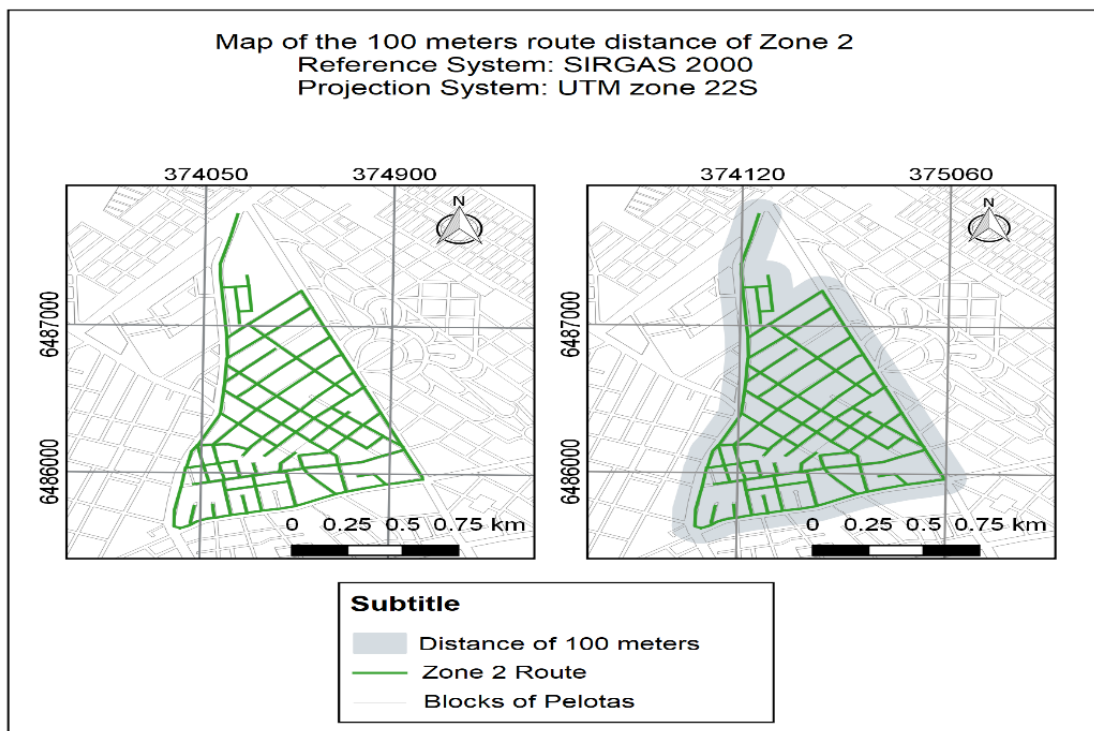 Map of the 100 meters route distance of Zone 2
Reference System: SIRGAS 2000
Projection System: UTM zone 22S
374050 374900
N
6487000
6486000
0 0.25 0.5 0.75 km
374120 375060
N
6487000
6486000
0 0.25 0.5 0.75 km
Subtitle
Distance of 100 meters
Zone 2 Route
Blocks of Pelotas